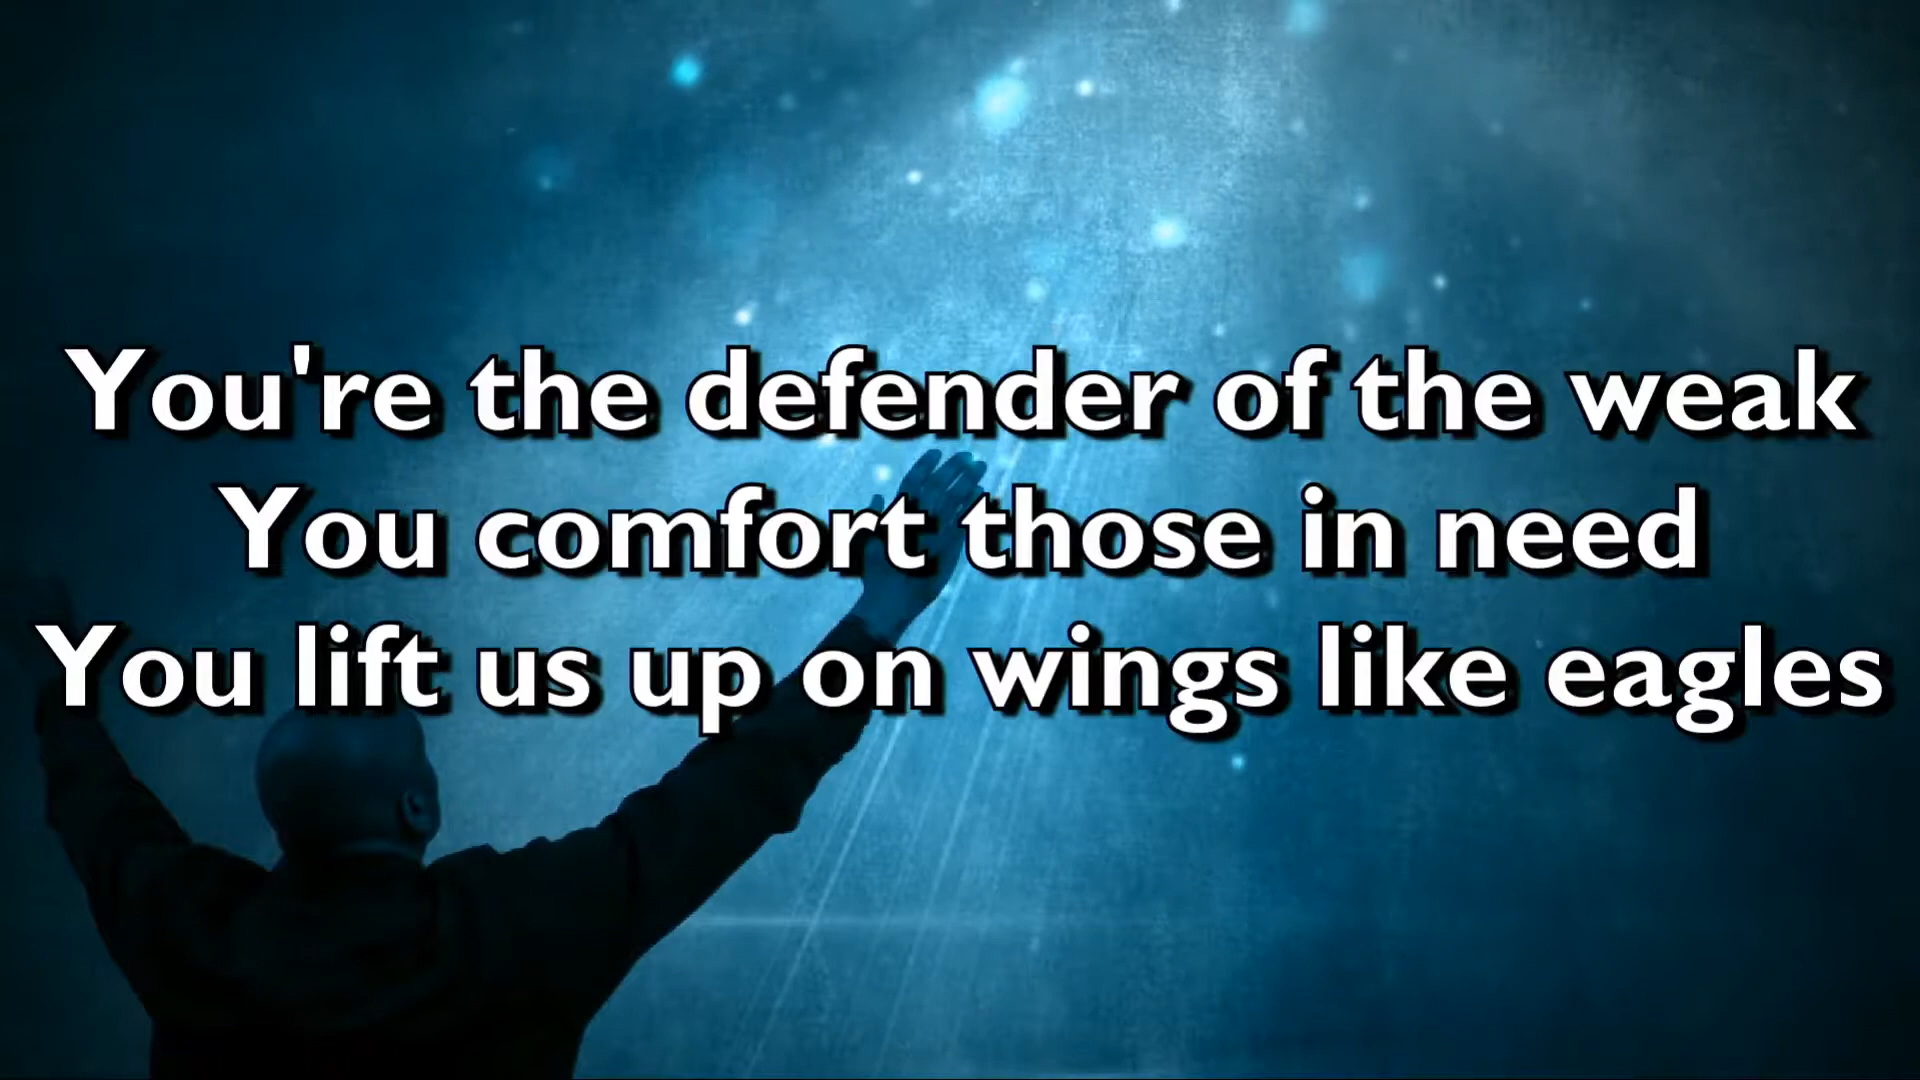 You're the defender of the weak
You comfort those in need
You lift us up on wings like eagles